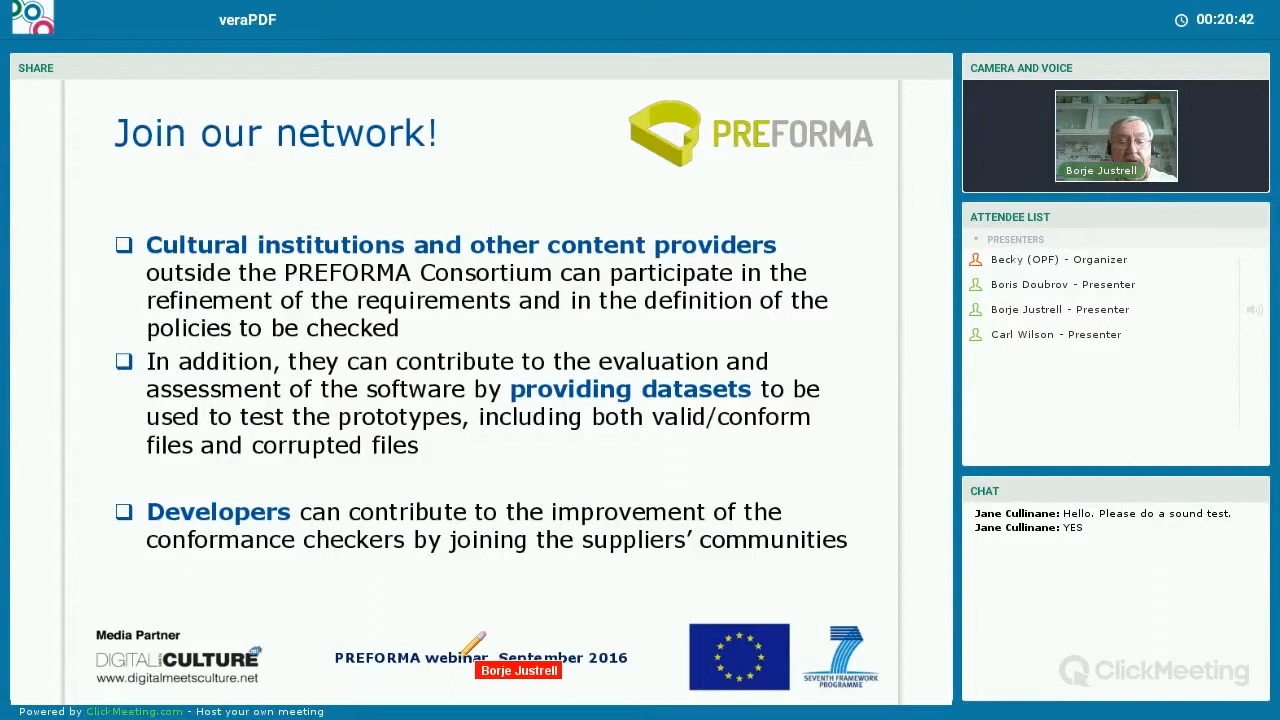 veraPDF
00:20:42
SHARE
Join our network!
PREFORMA
❑ Cultural institutions and other content providers
outside the PREFORMA Consortium can participate in the
refinement of the requirements and in the definition of the
policies to be checked
❑ In addition, they can contribute to the evaluation and
assessment of the software by providing datasets to be
used to test the prototypes, including both valid/conform
files and corrupted files
❑ Developers can contribute to the improvement of the
conformance checkers by joining the suppliers’ communities
Media Partner
DIGITAL meets CULTURE .net
www.digitalmeetsculture.net
PREFORMA webinar, September 2016
Borje Justrell
SEVENTH FRAMEWORK
PROGRAMME
CAMERA AND VOICE
Borje Justrell
ATTENDEE LIST
PRESENTERS
Becky (OPF) - Organizer
Boris Doubrov - Presenter
Borje Justrell - Presenter
Carl Wilson - Presenter
CHAT
Jane Cullinane: Hello. Please do a sound test.
Jane Cullinane: YES
ClickMeeting
Powered by ClickMeeting.com - Host your own meeting